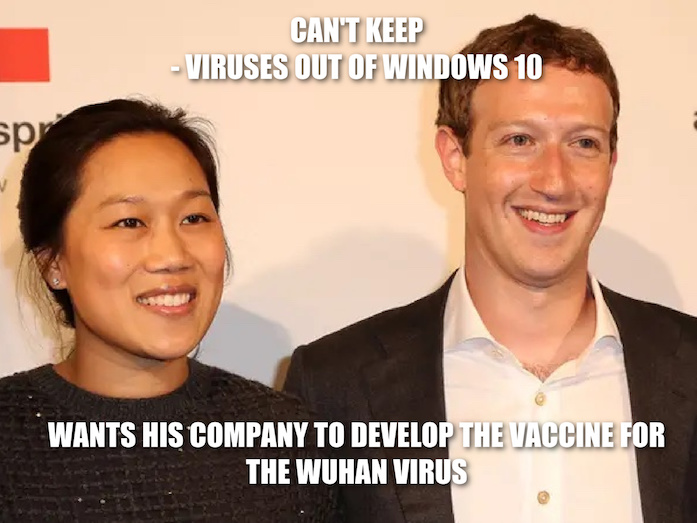 CAN'T KEEP
- VIRUSES OUT OF WINDOWS 10
spr
WANTS HIS COMPANY TO DEVELOP THE VACCINE FOR
THE WUHAN VIRUS